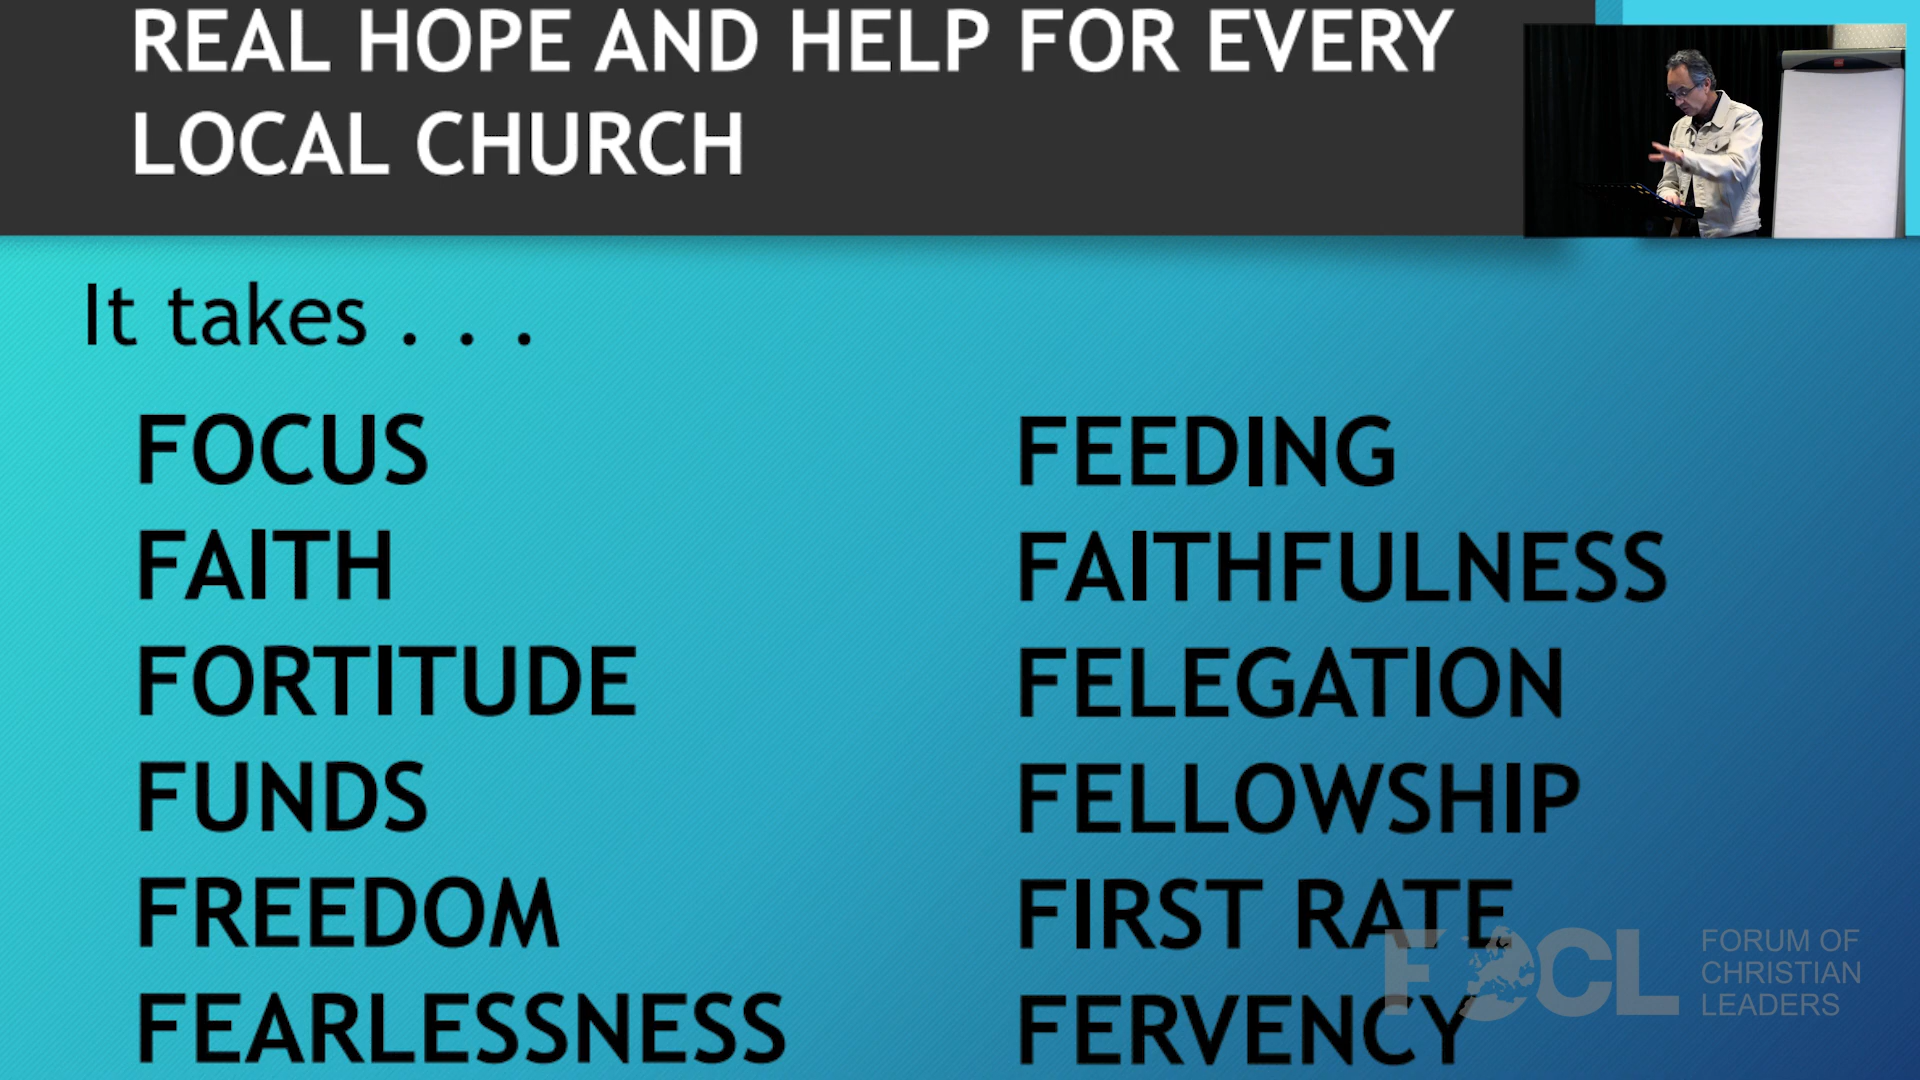 REAL HOPE AND HELP FOR EVERY
LOCAL CHURCH
It takes . . .
FOCUS
FAITH
FORTITUDE
FUNDS
FREEDOM
FEARLESSNESS
FEEDING
FAITHFULNESS
FELEGATION
FELLOWSHIP
FIRST RATE
FERVENCY
FOCL
FORUM OF
CHRISTIAN
LEADERS